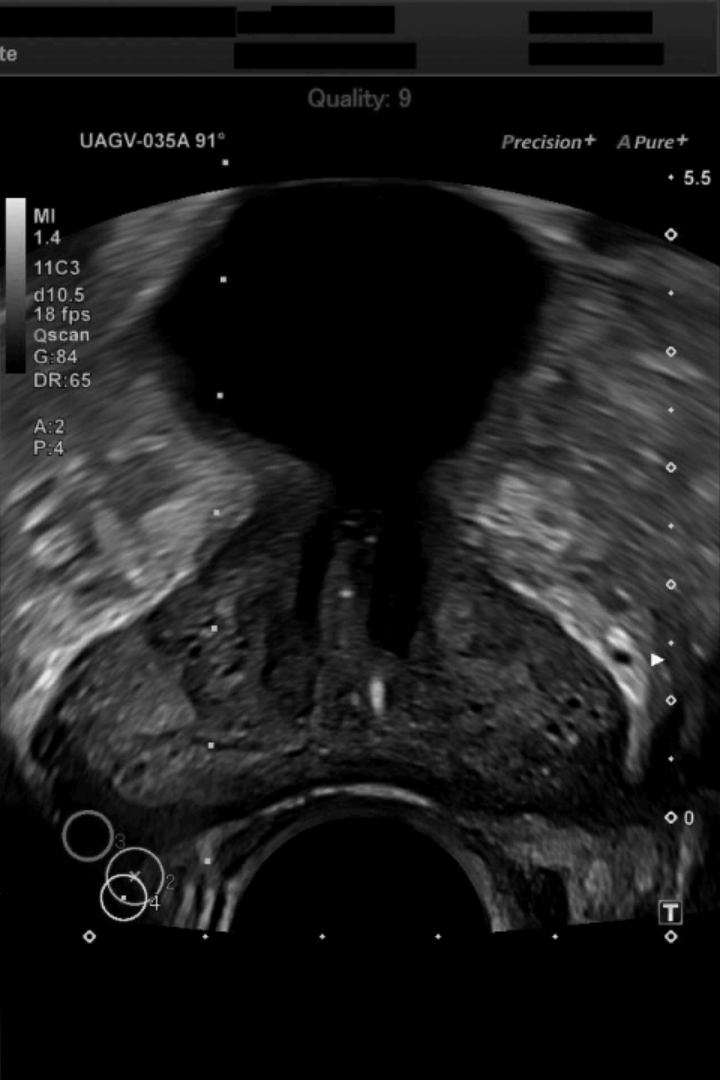 te
Quality: 9
UAGV-035A 91° Precision+ APure+
5.5
MI
1.4
11C3
d10.5
18 fps
Qscan
G:84
DR:65
A:2
P:4
0
3
2
4
T